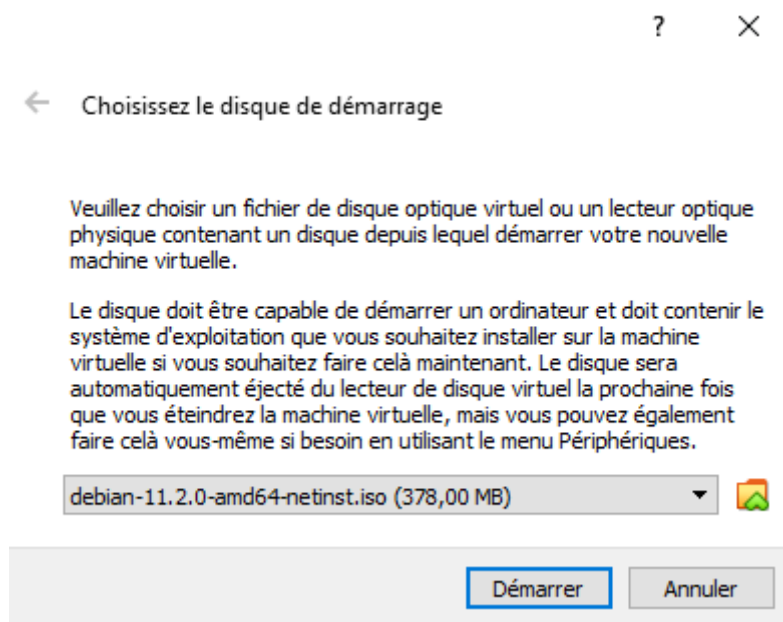 ?
Choisissez le disque de démarrage
Veuillez choisir un fichier de disque optique virtuel ou un lecteur optique
physique contenant un disque depuis lequel démarrer votre nouvelle
machine virtuelle.
Le disque doit être capable de démarrer un ordinateur et doit contenir le
système d'exploitation que vous souhaitez installer sur la machine
virtuelle si vous souhaitez faire celà maintenant. Le disque sera
automatiquement éjecté du lecteur de disque virtuel la prochaine fois
que vous éteindrez la machine virtuelle, mais vous pouvez également
faire celà vous-même si besoin en utilisant le menu Périphériques.
debian-11.2.0-amd64-netinst.iso (378,00 MB)
Démarrer Annuler